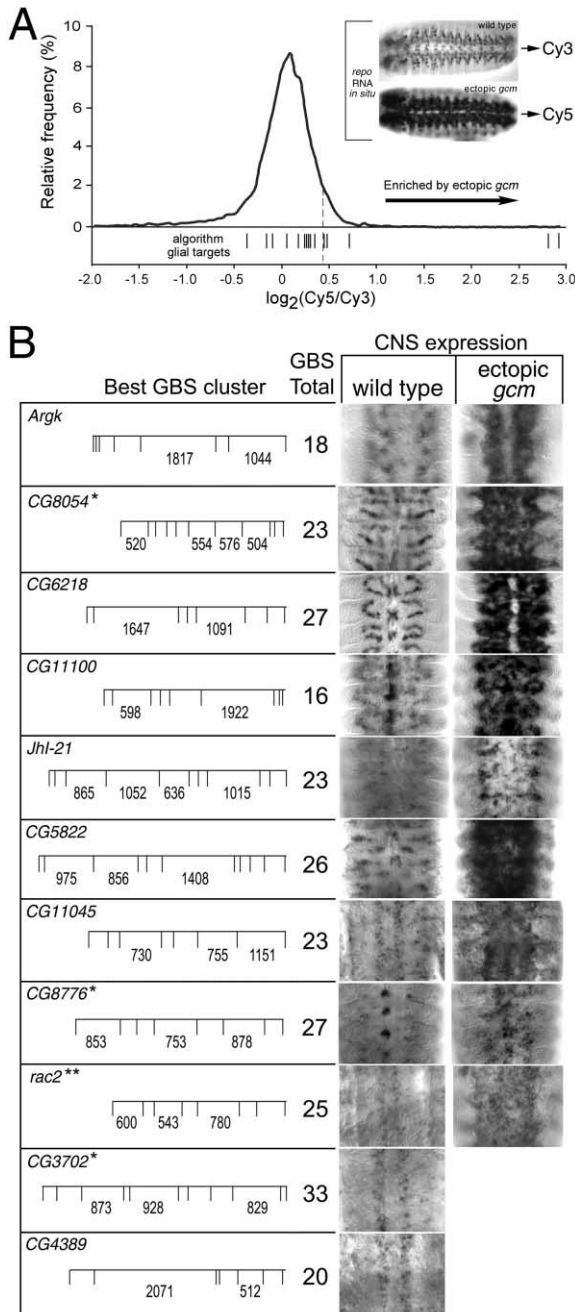 A
Relative frequency (%)
10
8
6
4
2
0
repo
RNA
in situ
wild type
Cy3
ectopic gcm
Cy5
Enriched by ectopic gcm
algorithm
glial targets
-2.0 -1.5 -1.0 -0.5 0.0 0.5 1.0 1.5 2.0 2.5 3.0
log2(Cy5/Cy3)
B
Best GBS cluster
GBS
Total
CNS expression
wild type
ectopic
gcm
Argk
1817 1044
18
CG8054*
520 554 576 504
23
CG6218
1647 1091
27
CG11100
598 1922
16
Jhl-21
865 1052 636 1015
23
CG5822
975 856 1408
26
CG11045
730 755 1151
23
CG8776*
853 753 878
27
rac2**
600 543 780
25
CG3702*
873 928 829
33
CG4389
2071 512
20